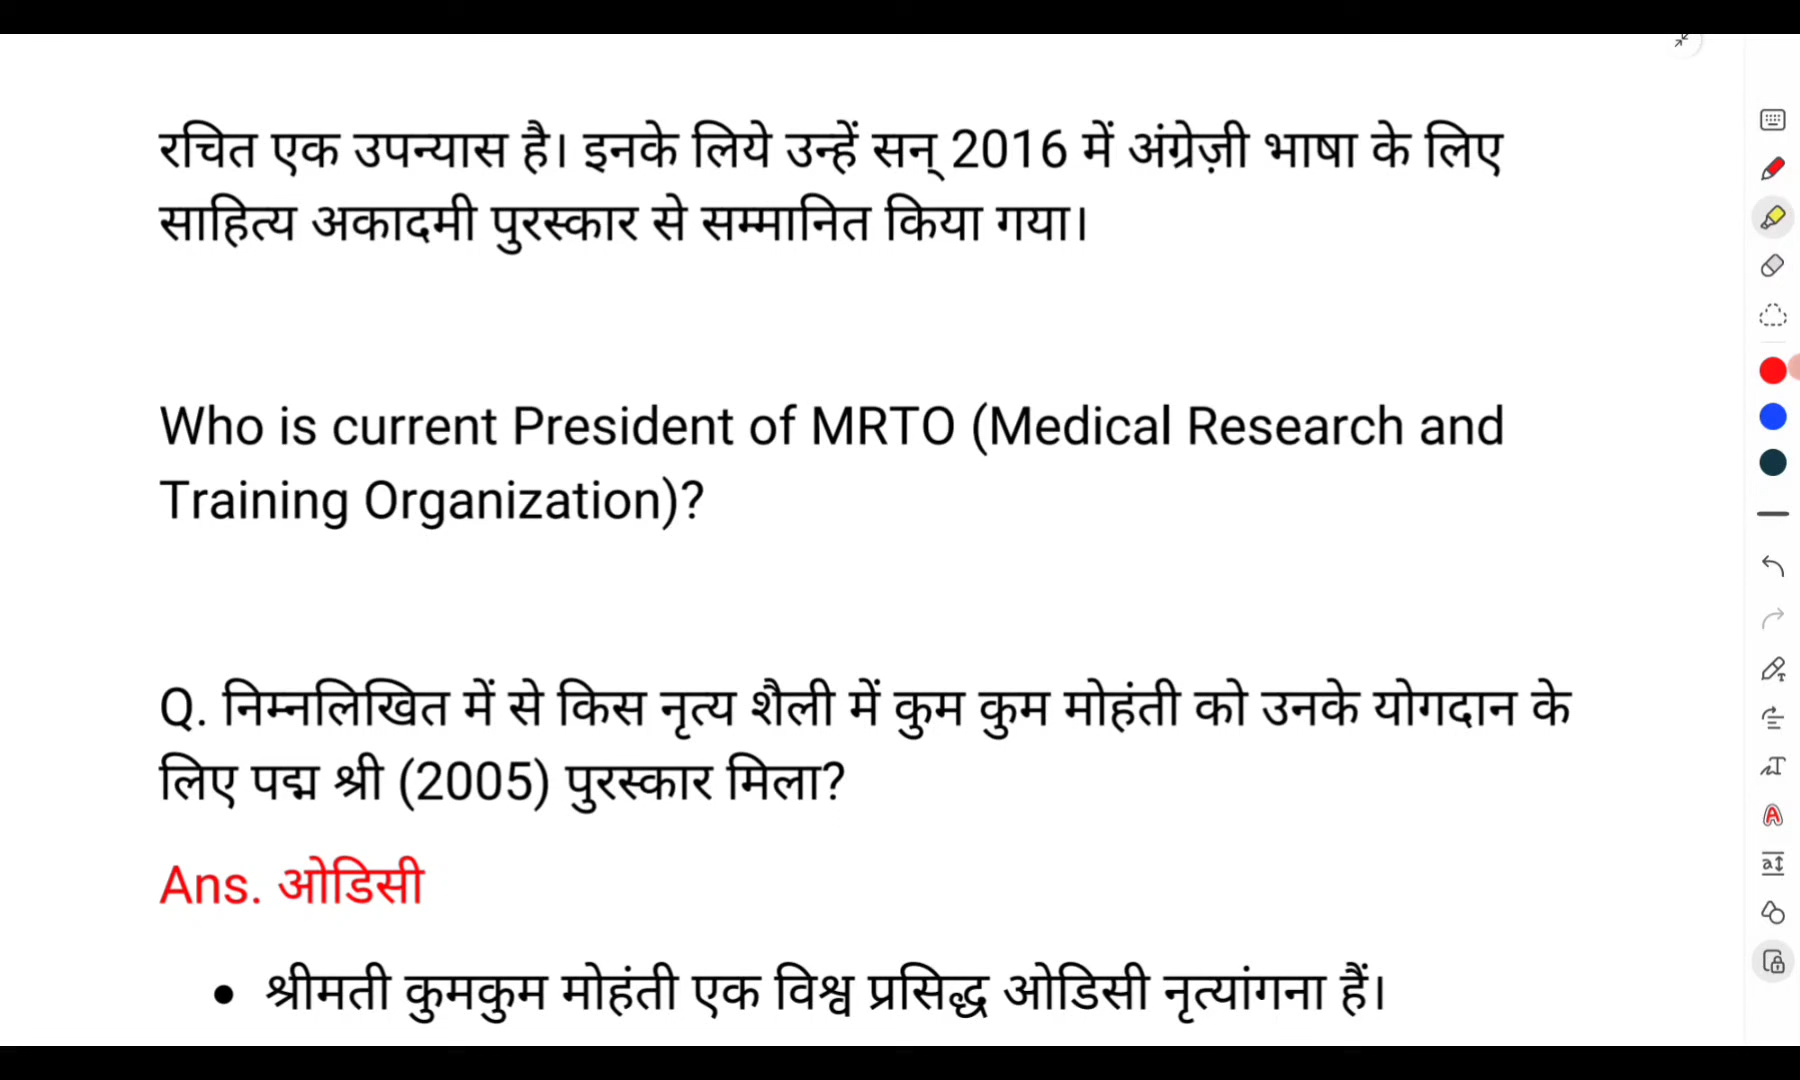 रचित एक उपन्यास है। इनके लिये उन्हें सन् 2016 में अंग्रेज़ी भाषा के लिए
साहित्य अकादमी पुरस्कार से सम्मानित किया गया।
Who is current President of MRTO (Medical Research and
Training Organization)?
Q. निम्नलिखित में से किस नृत्य शैली में कुम कुम मोहंती को उनके योगदान के
लिए पद्म श्री (2005) पुरस्कार मिला?
Ans. ओडिसी
• श्रीमती कुमकुम मोहंती एक विश्व प्रसिद्ध ओडिसी नृत्यांगना हैं।